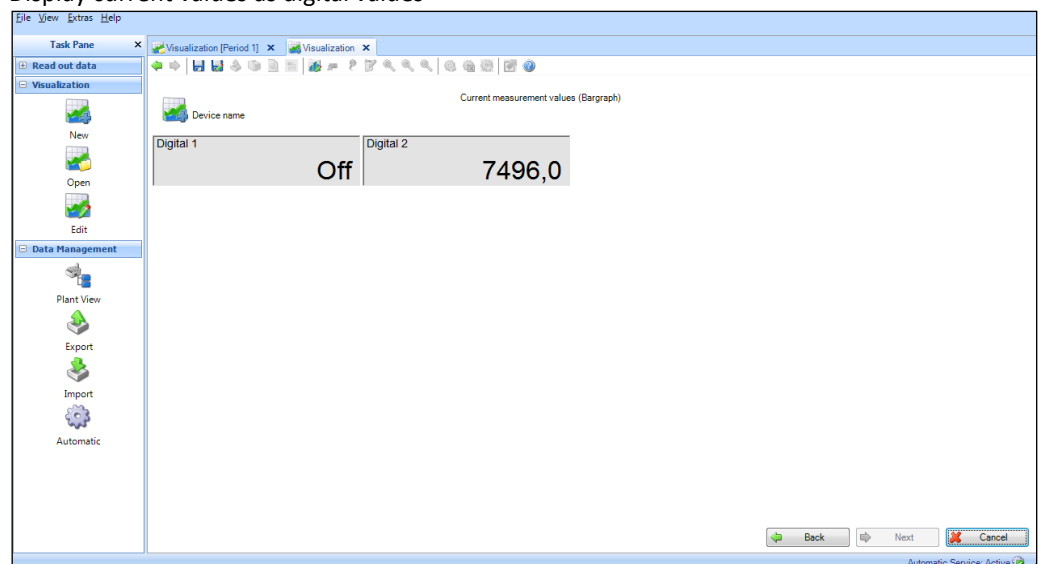 Display current values as digital values
File View Extras Help
Task Pane
Visualization [Period 1]
Visualization
Read out data
Visualization
New
Open
Edit
Data Management
Plant View
Export
Import
Automatic
Current measurement values (Bargraph)
Device name
Digital 1
Off
Digital 2
7496,0
Back
Next
Cancel
Automatic Service: Active